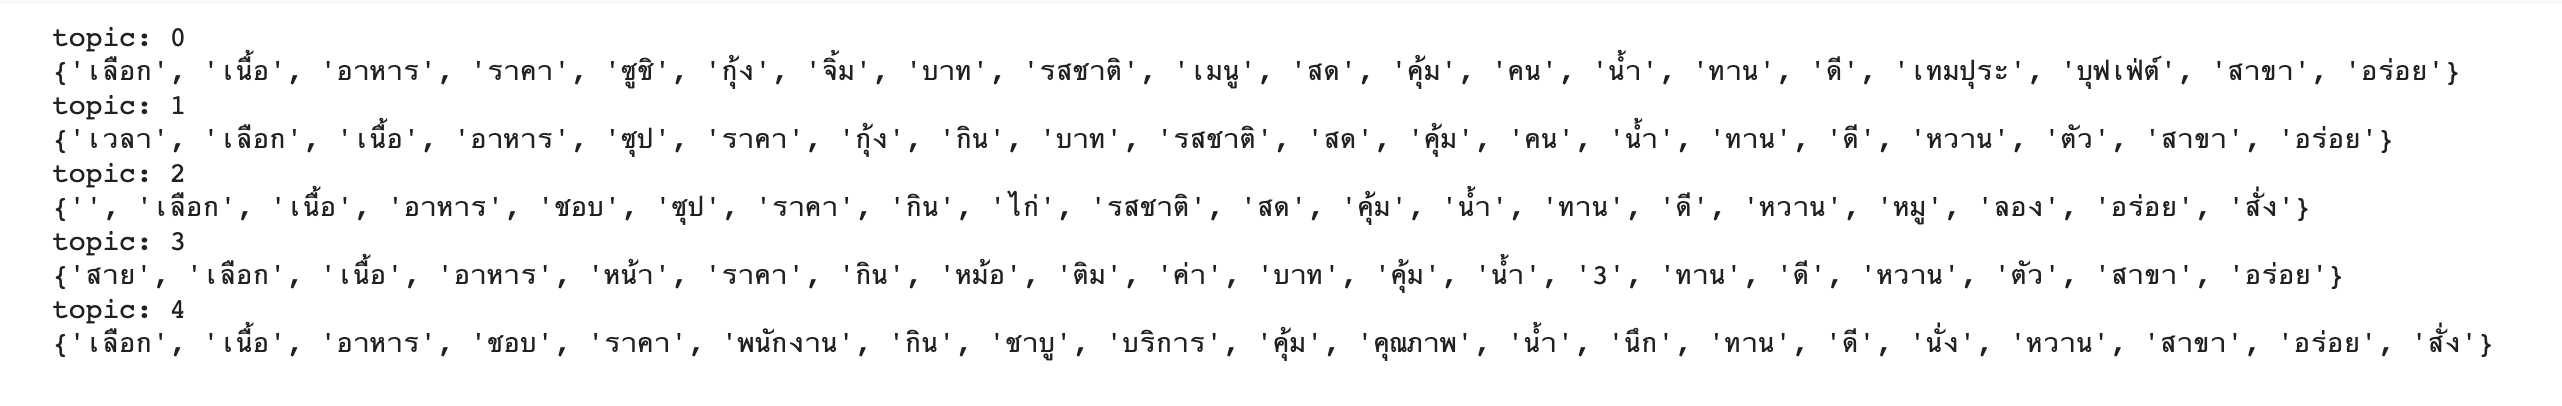 topic: 0
{'เลือก', 'เนื้อ', 'อาหาร', 'ราคา', 'ซูชิ', 'กุ้ง', 'จิ้ม', 'บาท', 'รสชาติ', 'เมนู', 'สด', 'คุ้ม', 'คน', 'น้ำ', 'ทาน', 'ดี', 'เทมปุระ', 'บุฟเฟ่ต์', 'สาขา', 'อร่อย'}
topic: 1
{'เวลา', 'เลือก', 'เนื้อ', 'อาหาร', 'ซุป', 'ราคา', 'กุ้ง', 'กิน', 'บาท', 'รสชาติ', 'สด', 'คุ้ม', 'คน', 'น้ำ', 'ทาน', 'ดี', 'หวาน', 'ตัว', 'สาขา', 'อร่อย'}
topic: 2
{'', 'เลือก', 'เนื้อ', 'อาหาร', 'ชอบ', 'ซุป', 'ราคา', 'กิน', 'ไก่', 'รสชาติ', 'สด', 'คุ้ม', 'น้ำ', 'ทาน', 'ดี', 'หวาน', 'หมู', 'ลอง', 'อร่อย', 'สั่ง'}
topic: 3
{'สาย', 'เลือก', 'เนื้อ', 'อาหาร', 'หน้า', 'ราคา', 'กิน', 'หม้อ', 'ติม', 'ค่า', 'บาท', 'คุ้ม', 'น้ำ', '3', 'ทาน', 'ดี', 'หวาน', 'ตัว', 'สาขา', 'อร่อย'}
topic: 4
{'เลือก', 'เนื้อ', 'อาหาร', 'ชอบ', 'ราคา', 'พนักงาน', 'กิน', 'ชาบู', 'บริการ', 'คุ้ม', 'คุณภาพ', 'น้ำ', 'นึก', 'ทาน', 'ดี', 'นั่ง', 'หวาน', 'สาขา', 'อร่อย', 'สั่ง'}